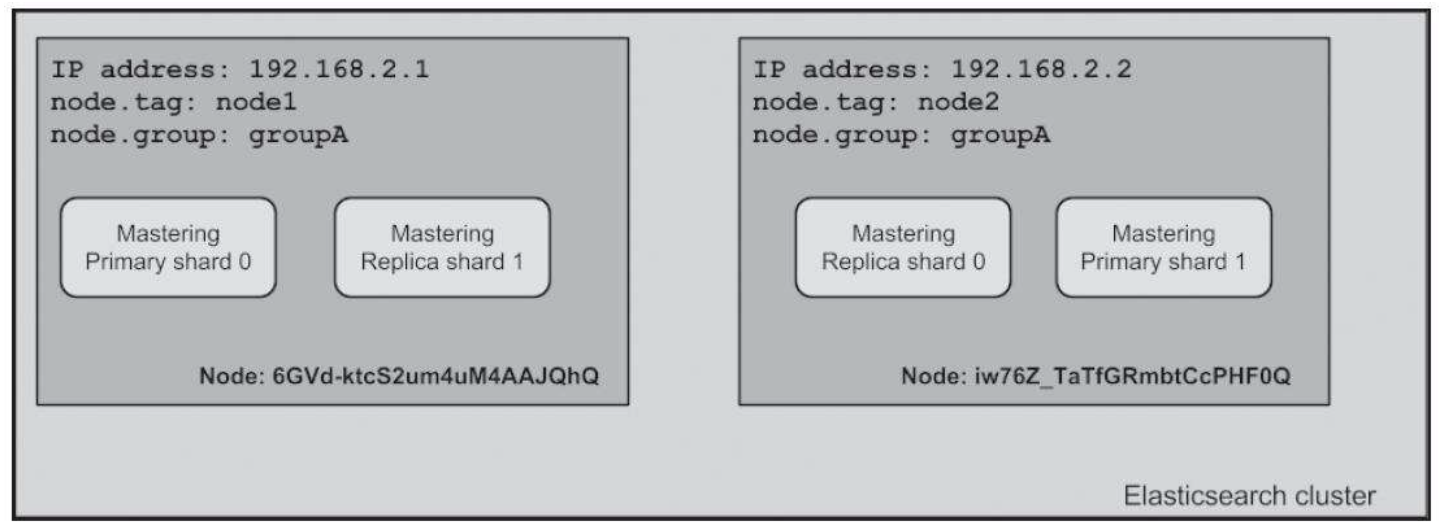 IP address: 192.168.2.1
node.tag: node1
node.group: groupA
Mastering
Primary shard 0
Mastering
Replica shard 1
Node: 6GVd-ktcS2um4uM4AAJQhQ
IP address: 192.168.2.2
node.tag: node2
node.group: groupA
Mastering
Replica shard 0
Mastering
Primary shard 1
Node: iw76Z_TaTfGRmbtCcPHF0Q
Elasticsearch cluster